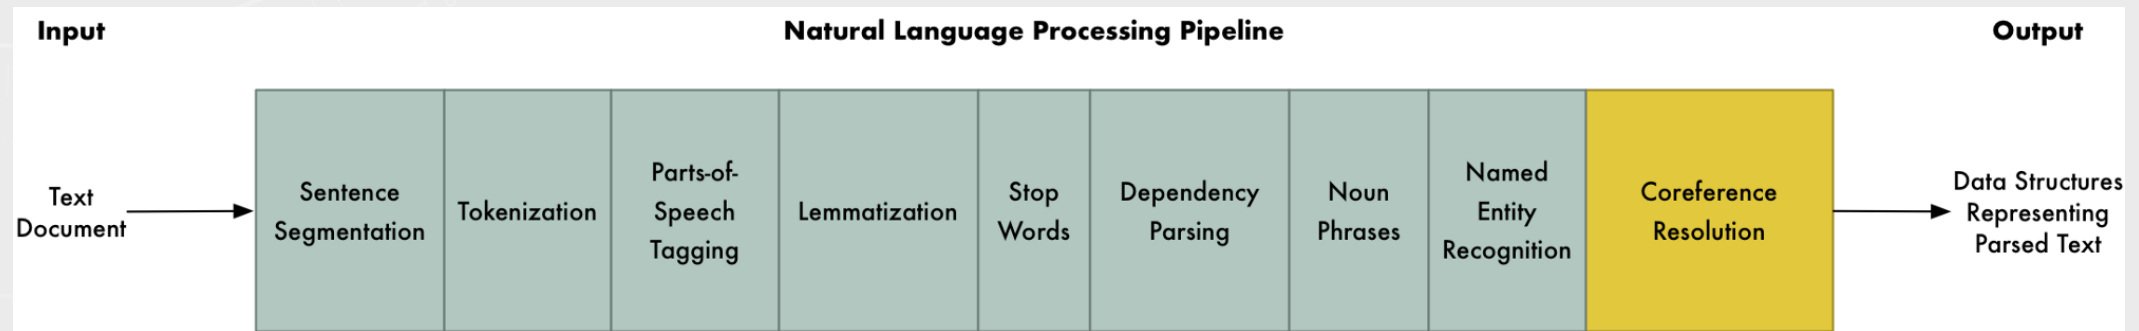 Input
Natural Language Processing Pipeline
Output
Text
Document
Sentence
Segmentation
Tokenization
Parts-of-
Speech
Tagging
Lemmatization
Stop
Words
Dependency
Parsing
Noun
Phrases
Named
Entity
Recognition
Coreference
Resolution
Data Structures
Representing
Parsed Text